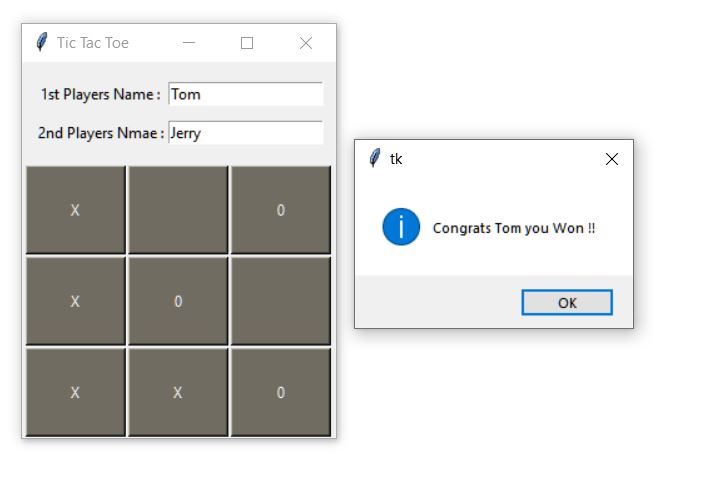 Tic Tac Toe
1st Players Name : Tom
2nd Players Nmae : Jerry
X 0
X 0
X X 0
tk
Congrats Tom you Won !!
OK